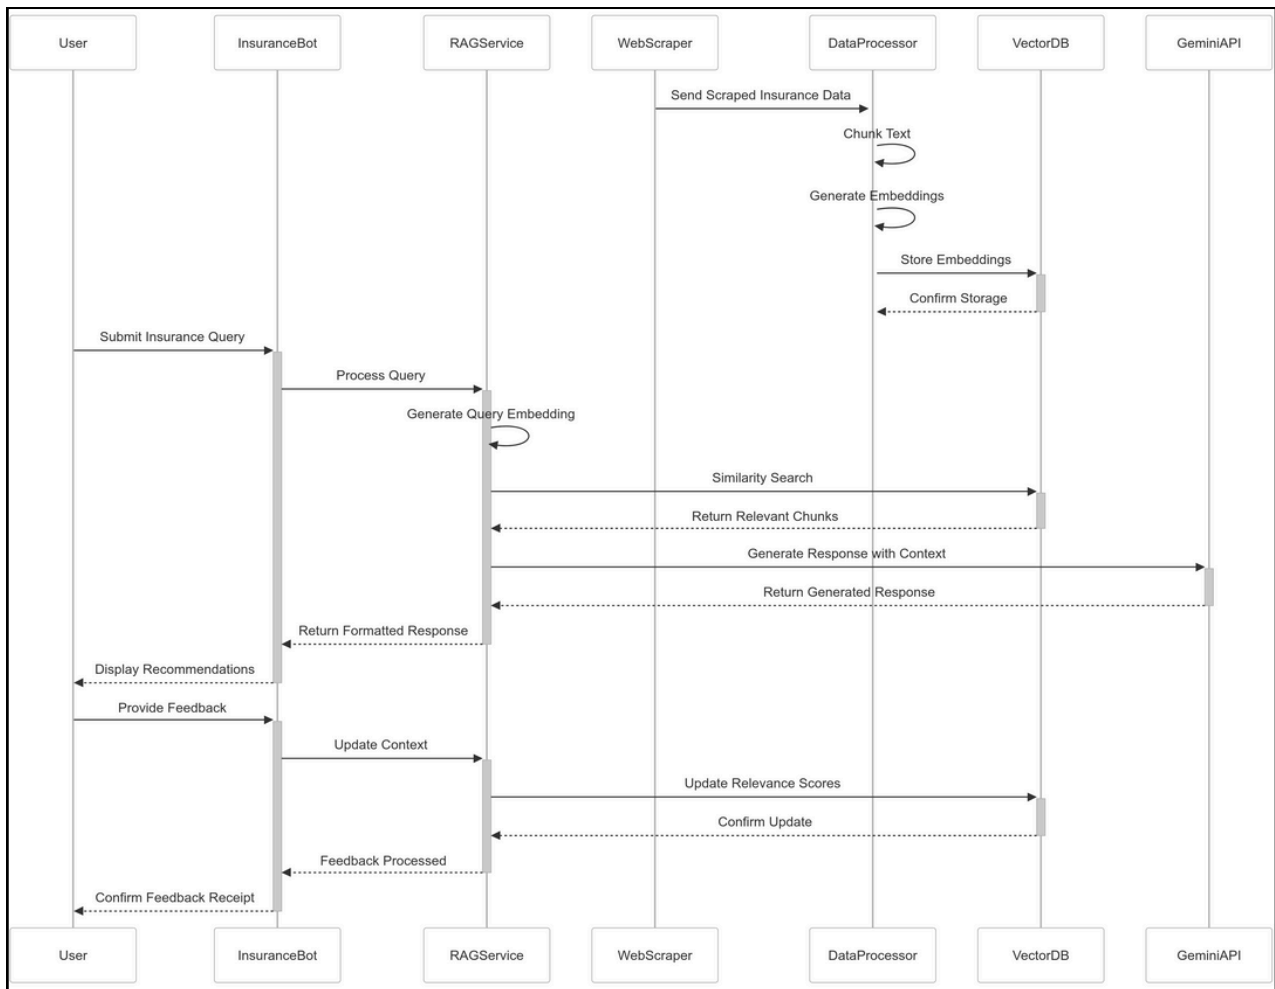 User
InsuranceBot
RAGService
WebScraper
DataProcessor
VectorDB
GeminiAPI
Send Scraped Insurance Data
Chunk Text
Generate Embeddings
Store Embeddings
Confirm Storage
Submit Insurance Query
Process Query
Generate Query Embedding
Similarity Search
Return Relevant Chunks
Generate Response with Context
Return Generated Response
Return Formatted Response
Display Recommendations
Provide Feedback
Update Context
Update Relevance Scores
Confirm Update
Feedback Processed
Confirm Feedback Receipt
User
InsuranceBot
RAGService
WebScraper
DataProcessor
VectorDB
GeminiAPI